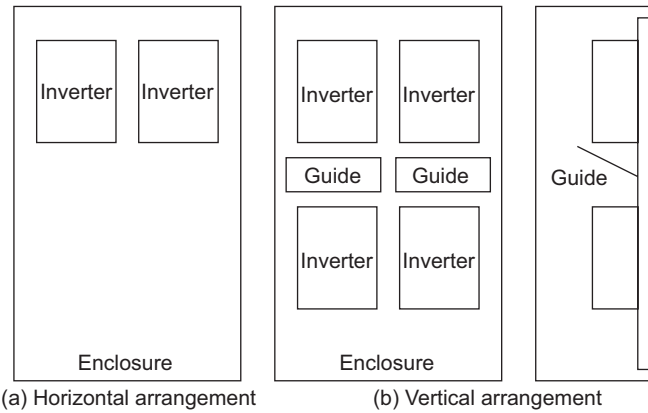 Inverter Inverter
Enclosure
(a) Horizontal arrangement
Inverter Inverter
Guide Guide
Inverter Inverter
Enclosure
Guide
(b) Vertical arrangement